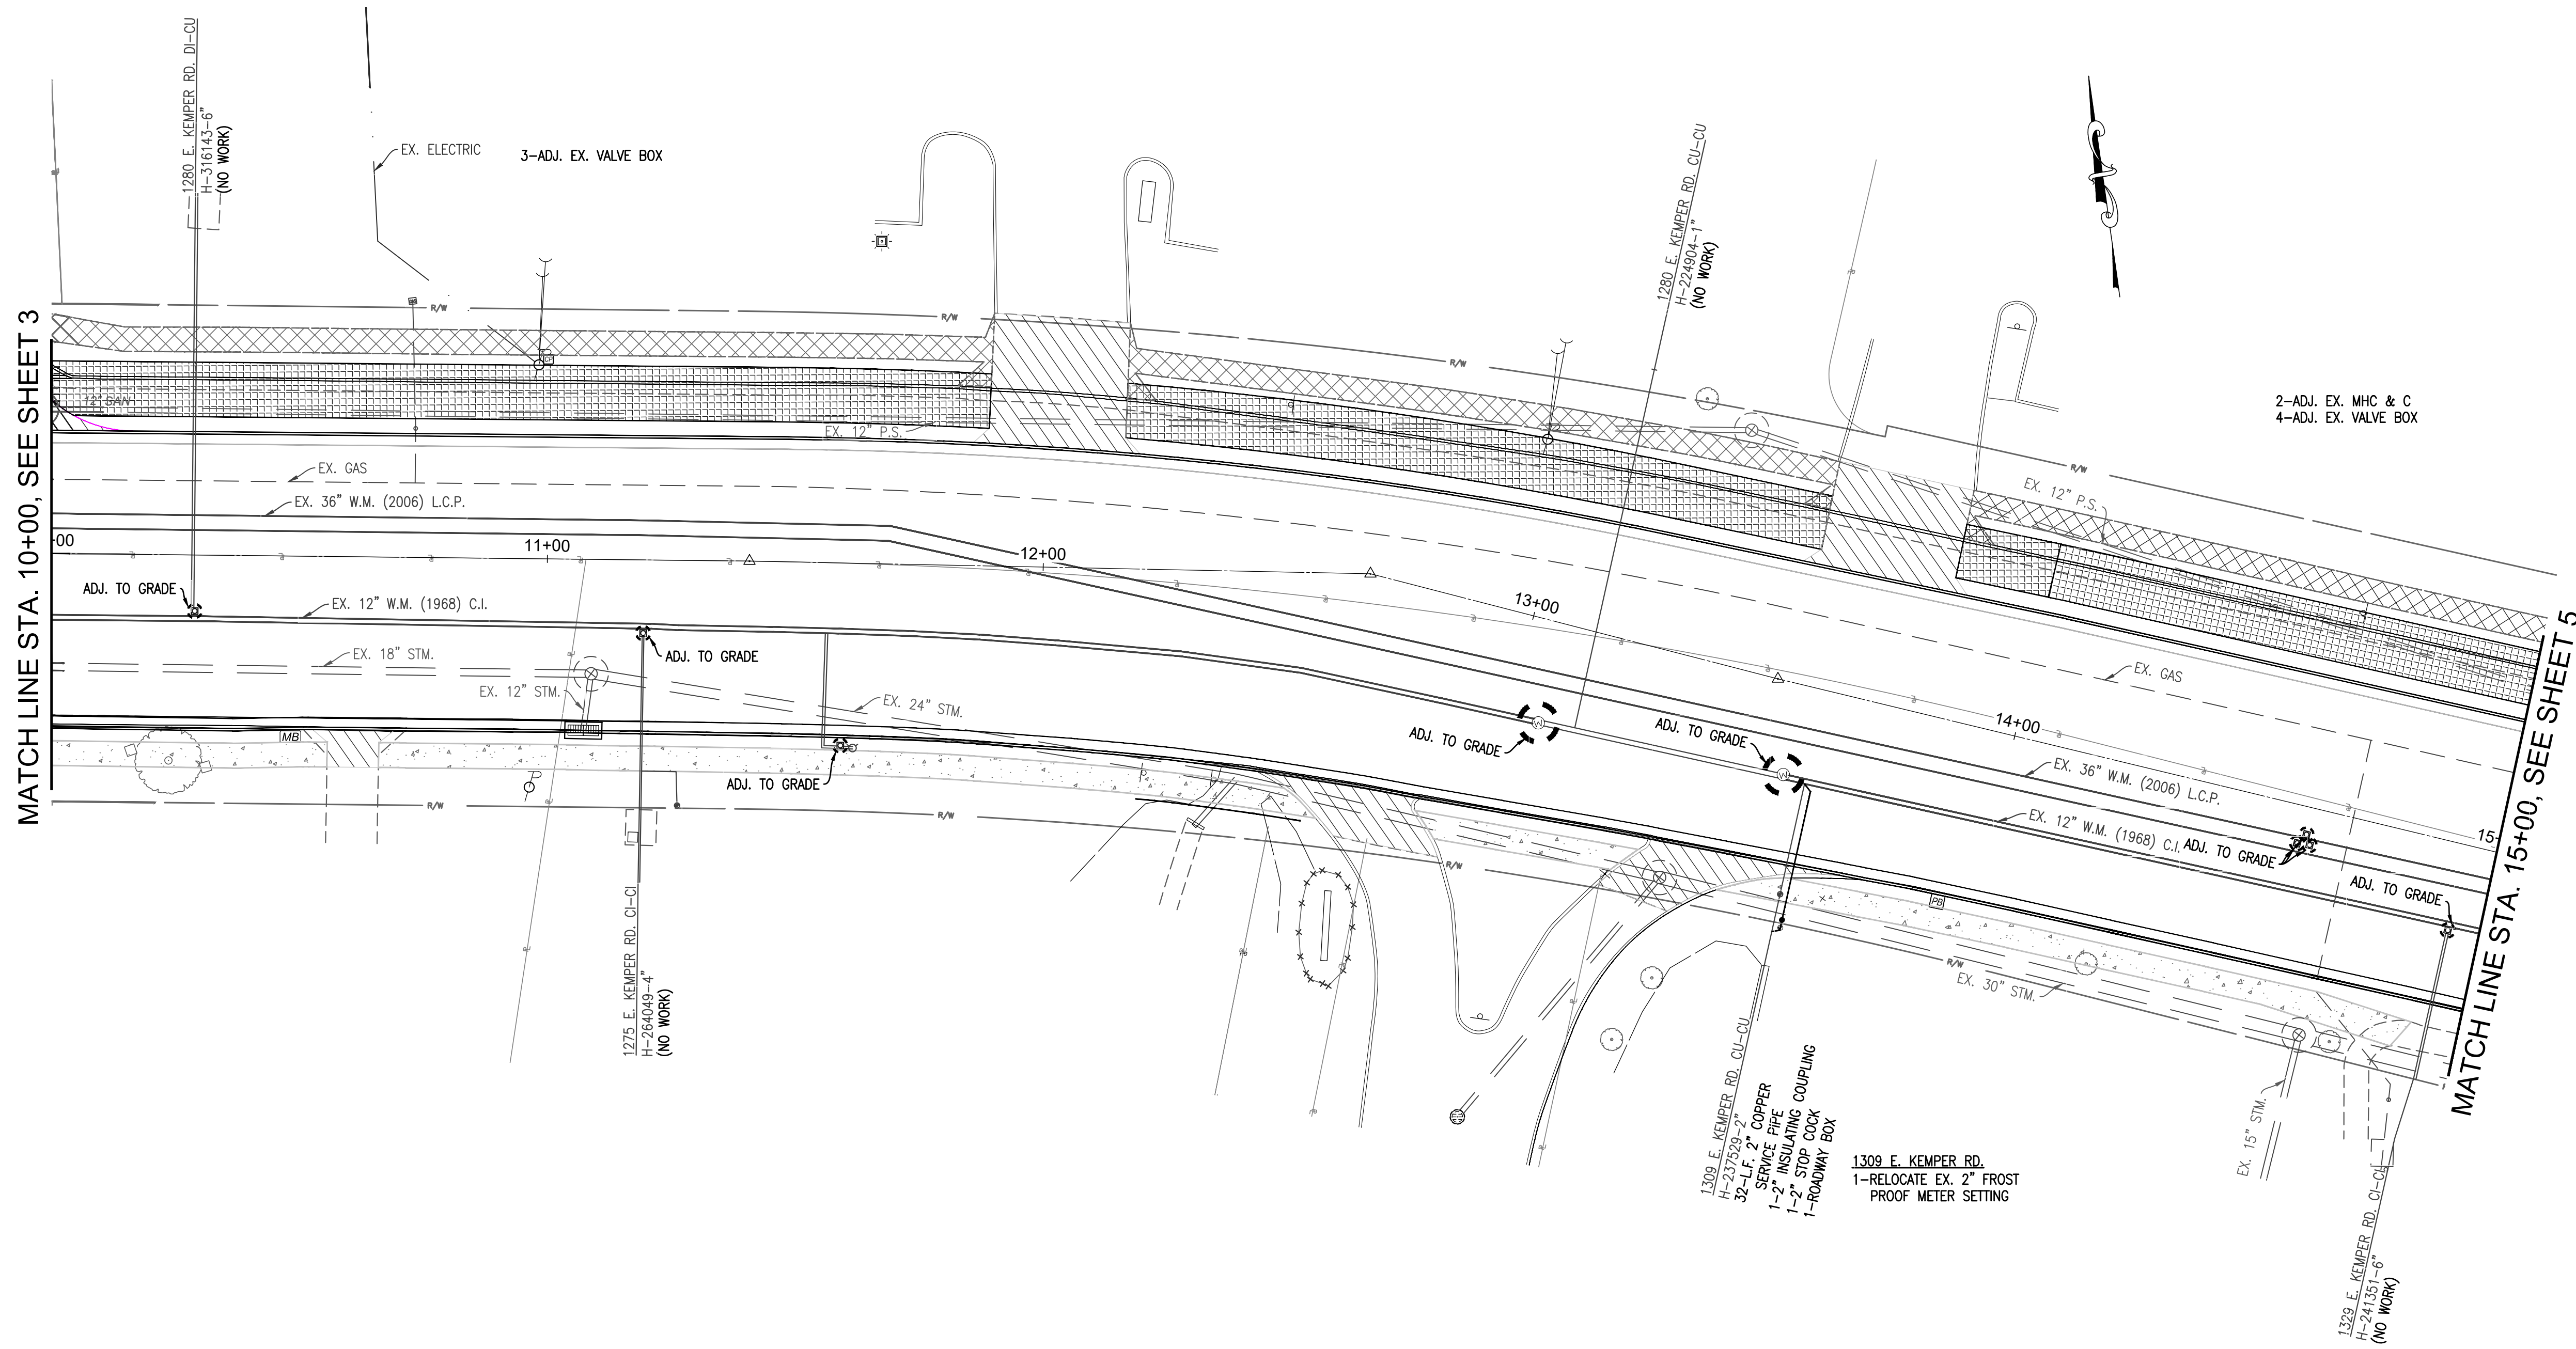 MATCH LINE STA. 10+00, SEE SHEET 3
1280 E. KEMPER RD. DI-CU
H-316143-6"
(NO WORK)
EX. ELECTRIC
3-ADJ. EX. VALVE BOX
1280 E. KEMPER RD. CU-CU
H-224904-1"
(NO WORK)
2-ADJ. EX. MHC & C
4-ADJ. EX. VALVE BOX
R/W
R/W
R/W
R/W
12" SAN
CP
EX. 12" P.S.
EX. 12" P.S.
EX. GAS
EX. 36" W.M. (2006) L.C.P.
-00
11+00
12+00
13+00
14+00
15+
ADJ. TO GRADE
EX. 12" W.M. (1968) C.I.
EX. 18" STM.
ADJ. TO GRADE
EX. 12" STM.
EX. 24" STM.
EX. GAS
ADJ. TO GRADE
ADJ. TO GRADE
W
W
EX. 36" W.M. (2006) L.C.P.
EX. 12" W.M. (1968) C.I.
ADJ. TO GRADE
ADJ. TO GRADE
MB
ADJ. TO GRADE
R/W
R/W
R/W
R/W
PB
EX. 30" STM.
1275 E. KEMPER RD. CI-CI
H-264049-4"
(NO WORK)
1309 E. KEMPER RD. CU-CU
H-237529-2"
32-L.F. 2" COPPER
SERVICE PIPE
1-2" INSULATING COUPLING
1-2" STOP COCK
1-ROADWAY BOX
1309 E. KEMPER RD.
1-RELOCATE EX. 2" FROST
PROOF METER SETTING
EX. 15" STM.
1329 E. KEMPER RD. CI-CI
H-241351-6"
(NO WORK)
MATCH LINE STA. 15+00, SEE SHEET 5